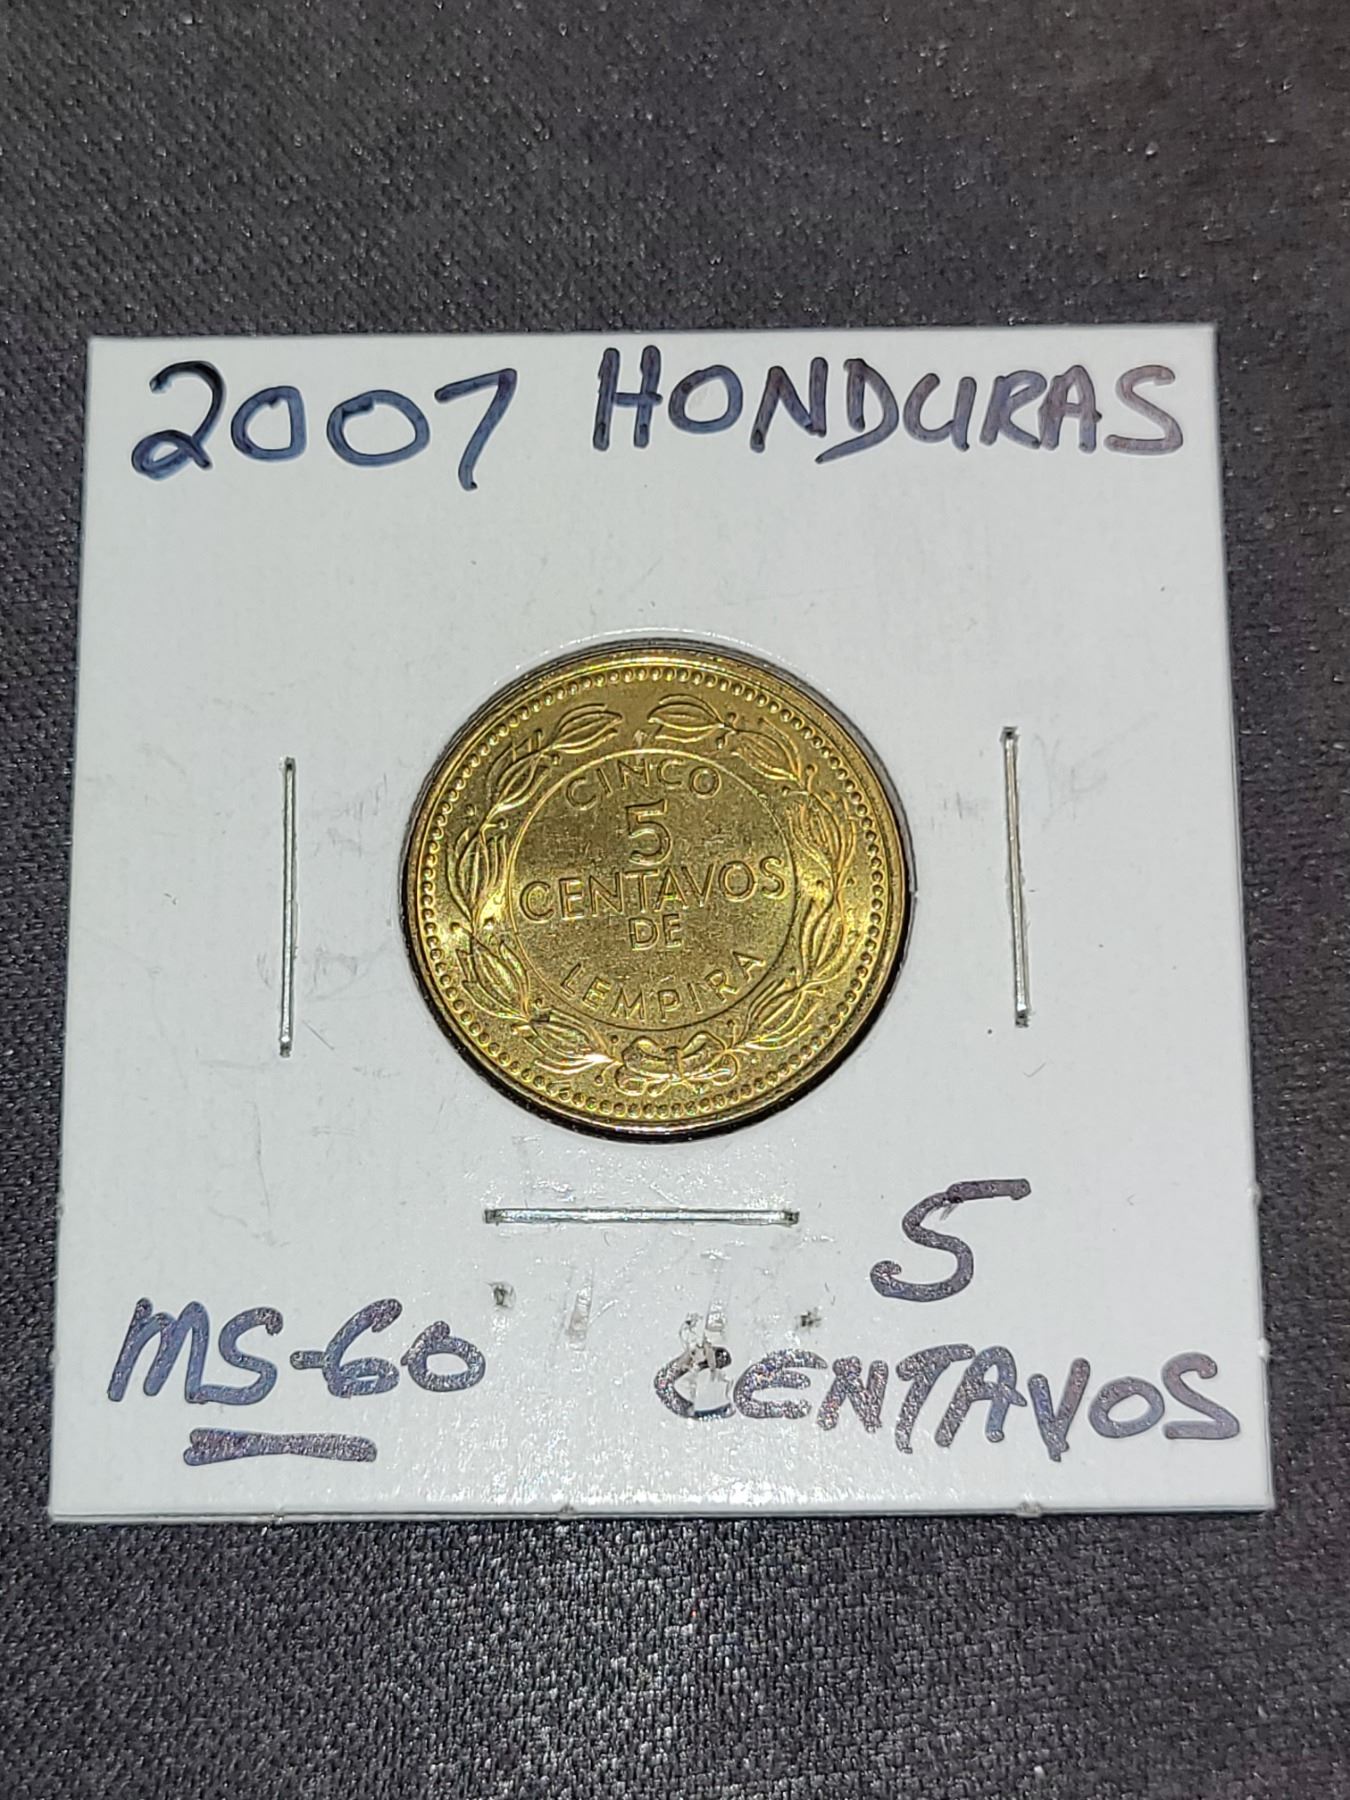 2007 HONDURAS
CINCO
5
CENTAVOS
DE
LEMPIRA
5
MS-60 CENTAVOS